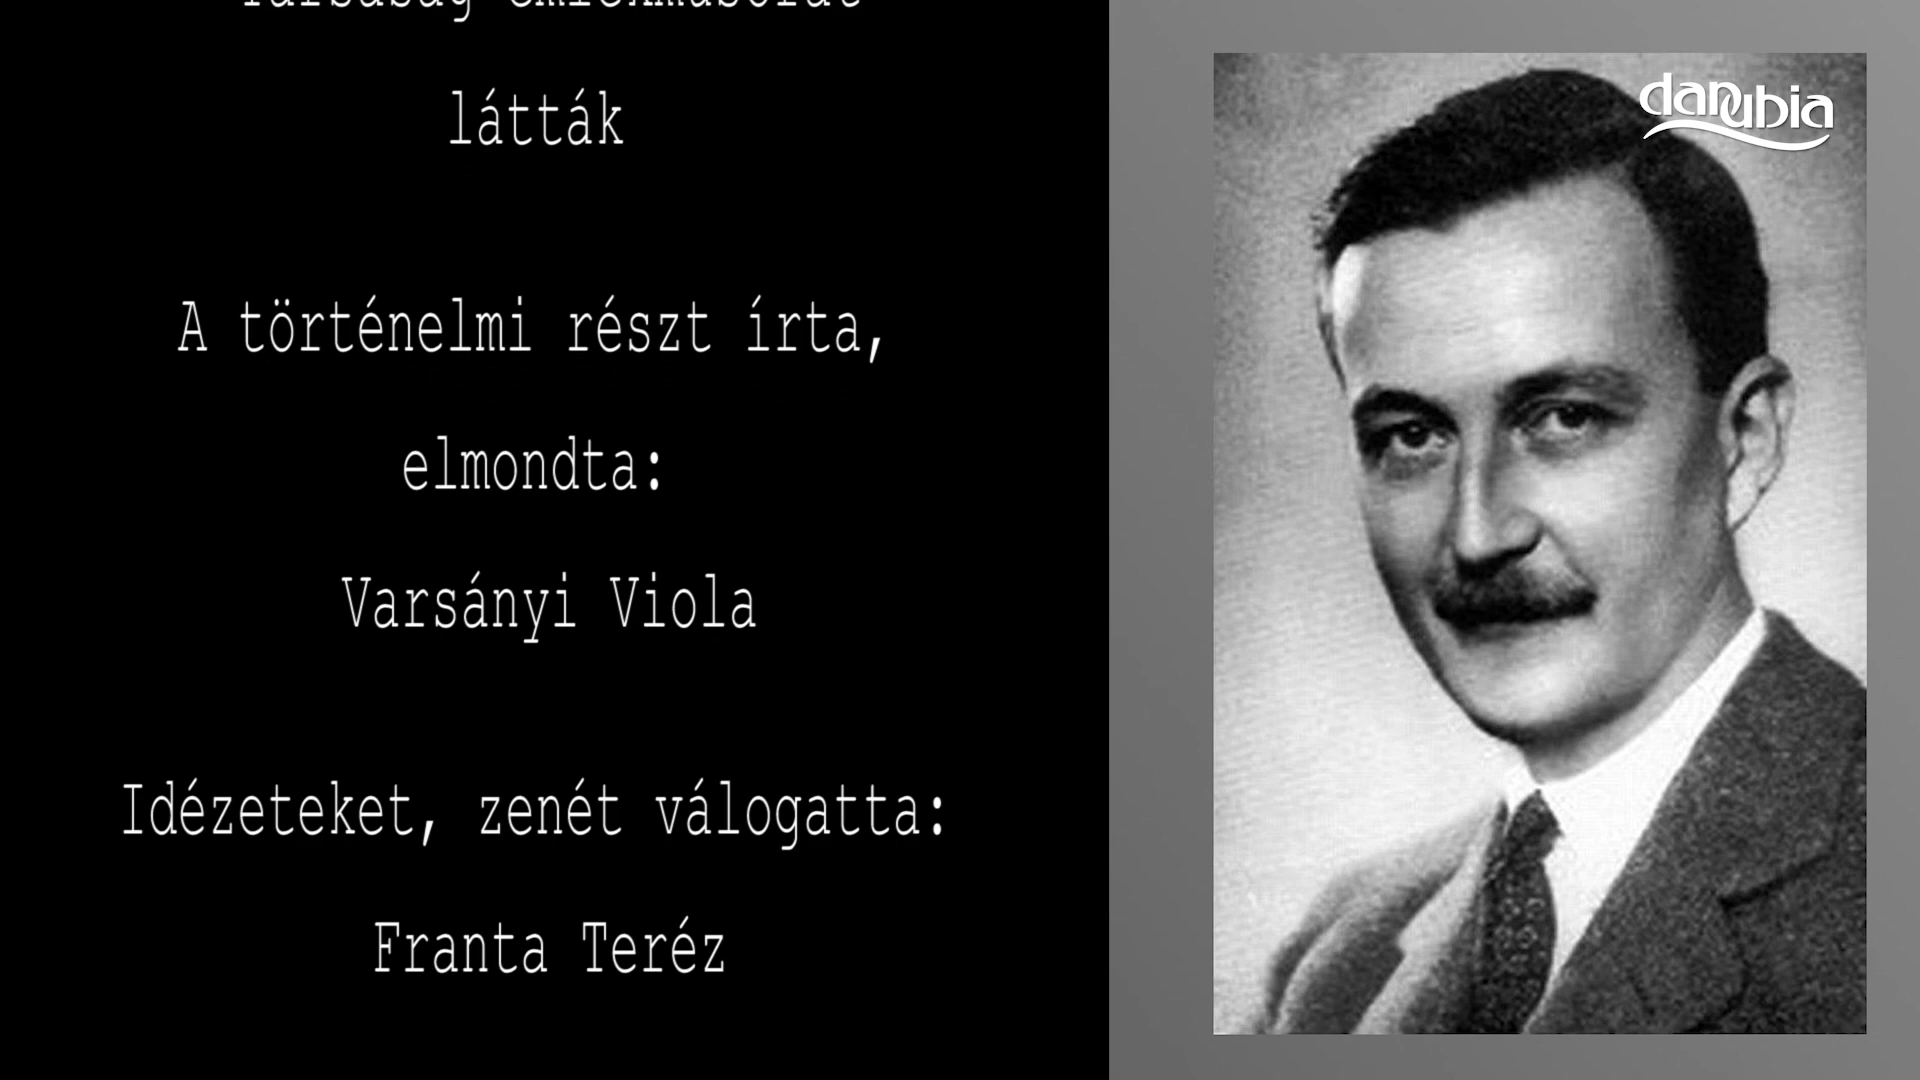 látták
A történelmi részt írta,
elmondta:
Varsányi Viola
Idézeteket, zenét válogatta:
Franta Teréz
danubia